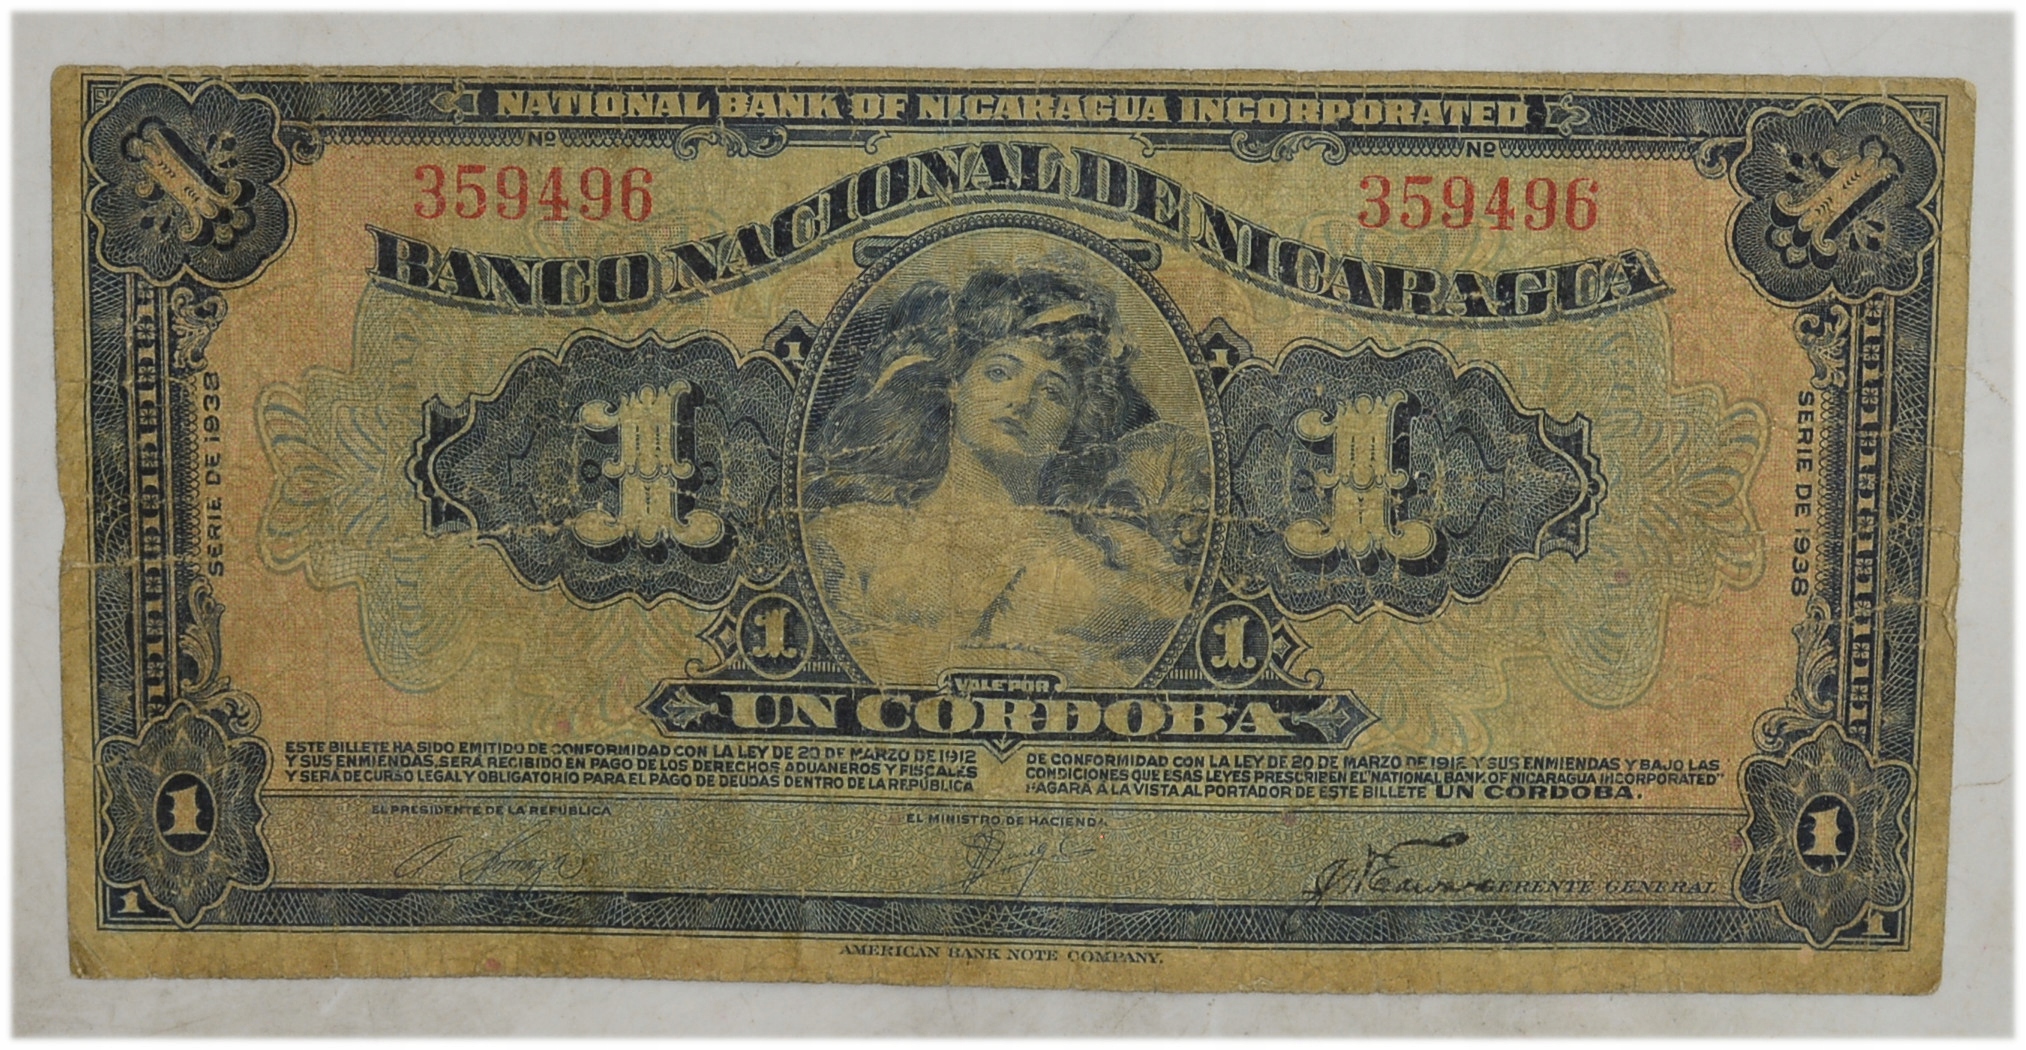 NATIONAL BANK OF NICARAGUA INCORPORATED
Nº Nº
359496 359496
BANCO NACIONAL DE NICARAGUA
1 1
SERIE DE 1938
SERIE DE 1938
1 1
1 1
1 1
VALE POR
UN CÓRDOBA
ESTE BILLETE HA SIDO EMITIDO DE CONFORMIDAD CON LA LEY DE 20 DE MARZO DE 1912
Y SUS ENMIENDAS, SERÁ RECIBIDO EN PAGO DE LOS DERECHOS ADUANEROS Y FISCALES
Y SERÁ DE CURSO LEGAL Y OBLIGATORIO PARA EL PAGO DE DEUDAS DENTRO DE LA REPÚBLICA
DE CONFORMIDAD CON LA LEY DE 20 DE MARZO DE 1912 Y SUS ENMIENDAS Y BAJO LAS
CONDICIONES QUE ESAS LEYES PRESCRIBEN EL "NATIONAL BANK OF NICARAGUA INCORPORATED"
PAGARÁ A LA VISTA AL PORTADOR DE ESTE BILLETE UN CÓRDOBA.
1 1
EL PRESIDENTE DE LA REPÚBLICA
EL MINISTRO DE HACIENDA
A. Somoza
GERENTE GENERAL
1 1
AMERICAN BANK NOTE COMPANY.